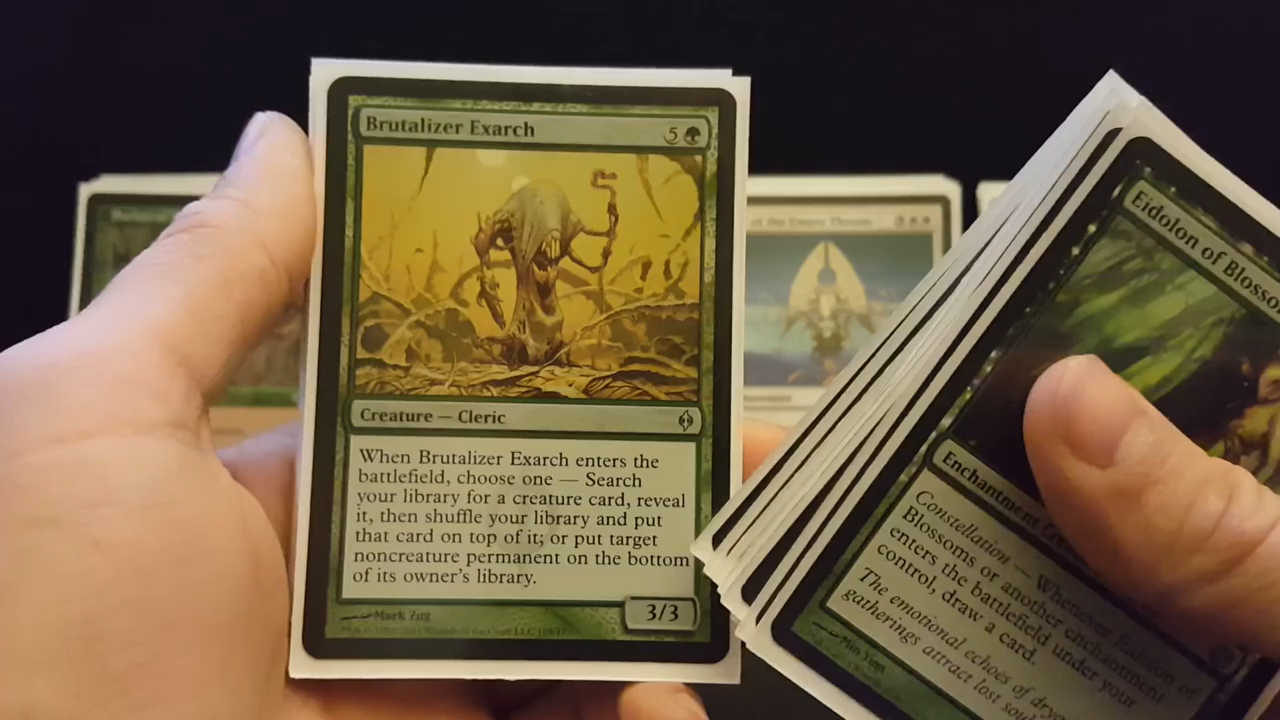 Brutalizer Exarch
5
Creature — Cleric
When Brutalizer Exarch enters the
battlefield, choose one — Search
your library for a creature card, reveal
it, then shuffle your library and put
that card on top of it; or put target
noncreature permanent on the bottom
of its owner's library.
Mark Zug
3/3
of the
Eidolon of Blosso
Enchantment
Constellation — Whenever Eidolon of
Blossoms or another enchantment
enters the battlefield under your
control, draw a card.
The emotional echoes of drya
gatherings attract lost soul
Min Yum